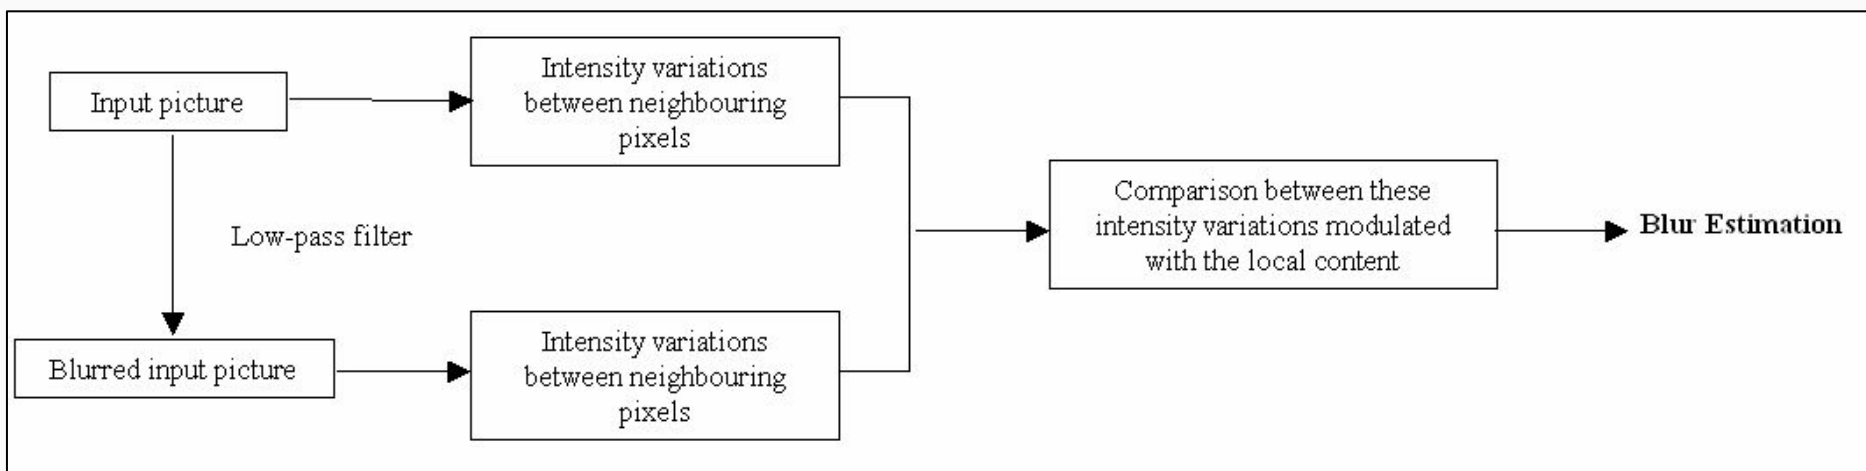 Input picture
Intensity variations
between neighbouring
pixels
Low-pass filter
Blurred input picture
Intensity variations
between neighbouring
pixels
Comparison between these
intensity variations modulated
with the local content
Blur Estimation